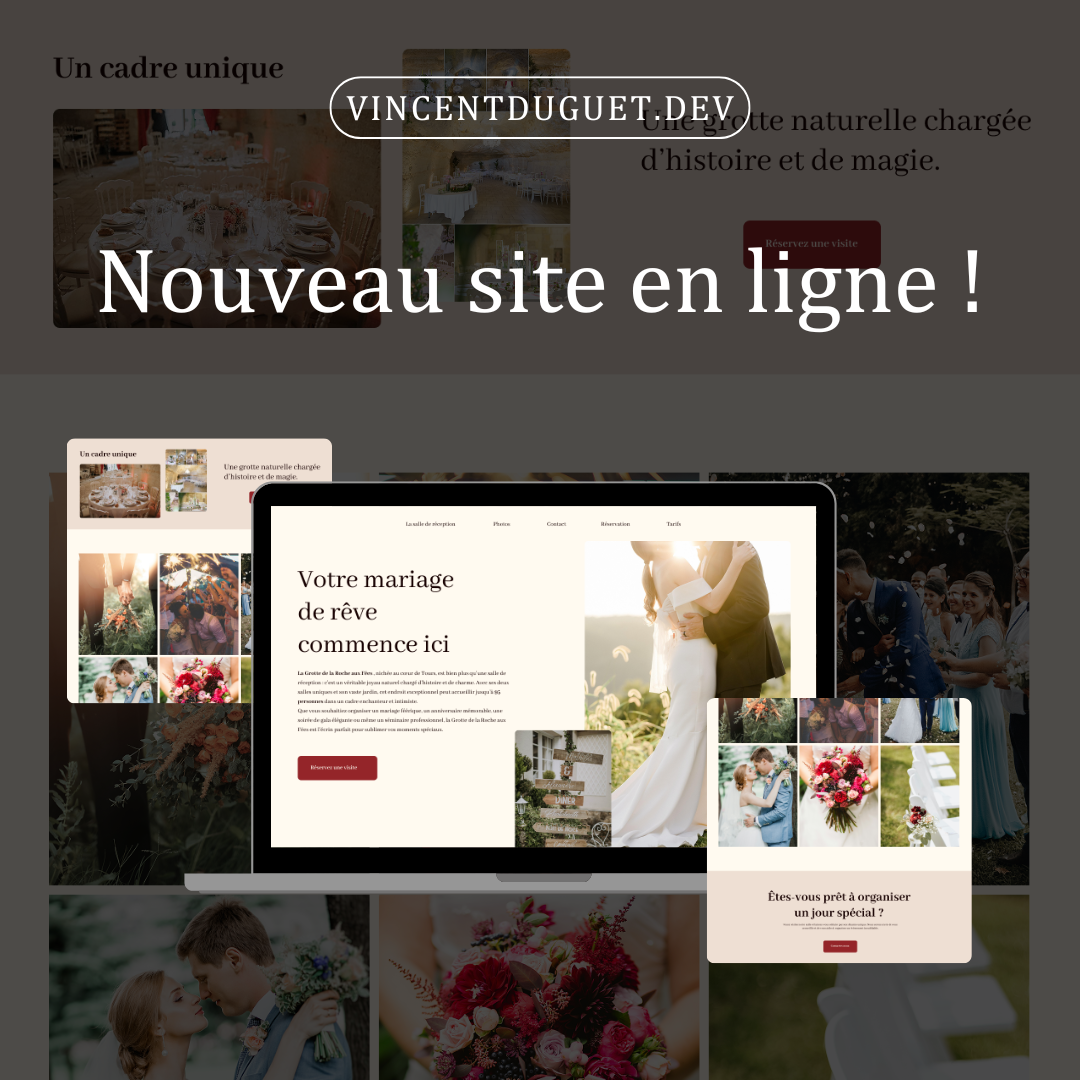 Un cadre unique
VINCENTDUGUET.DEV
Une grotte naturelle chargée
d’histoire et de magie.
Réservez une visite
Nouveau site en ligne !
Un cadre unique
Une grotte naturelle chargée
d’histoire et de magie.
La salle de réception
Photos
Contact
Réservation
Tarifs
Votre mariage
de rêve
commence ici
La Grotte de la Roche aux Fées , nichée au cœur de Tours, est bien plus qu'une salle de
réception : c'est un véritable joyau naturel chargé d'histoire et de charme. Avec ses deux
salles uniques et son vaste jardin, cet endroit exceptionnel peut accueillir jusqu'à 95
personnes dans un cadre enchanteur et intimiste.
Que vous souhaitiez organiser un mariage féérique, un anniversaire mémorable, une
soirée de gala élégante ou même un séminaire professionnel, la Grotte de la Roche aux
Fées est l'écrin parfait pour sublimer vos moments spéciaux.
Réservez une visite
Êtes-vous prêt à organiser
un jour spécial ?